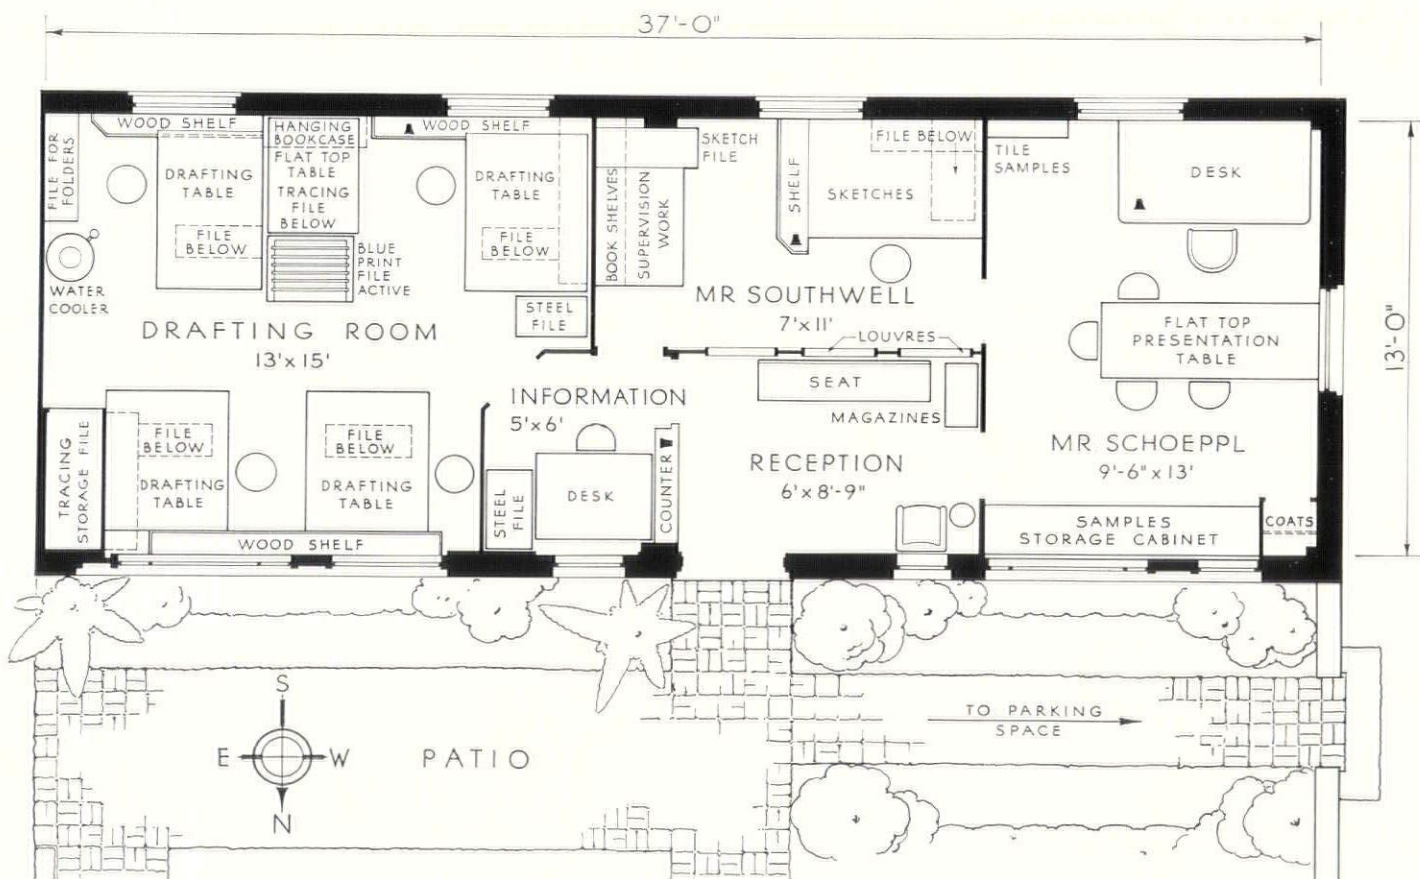 37'-0"
WOOD SHELF
HANGING
BOOKCASE
FLAT TOP
TABLE
TRACING
FILE
BELOW
WOOD SHELF
FILE FOR
FOLDERS
DRAFTING
TABLE
FILE
BELOW
DRAFTING
TABLE
FILE
BELOW
BLUE
PRINT
FILE
ACTIVE
WATER
COOLER
STEEL
FILE
DRAFTING ROOM
13'x15'
BOOK SHELVES
SUPERVISION
WORK
SKETCH
FILE
SHELF
FILE BELOW
SKETCHES
MR SOUTHWELL
7'x11'
LOUVRES
TILE
SAMPLES
DESK
FLAT TOP
PRESENTATION
TABLE
13'-0"
MR SCHOEPPL
9'-6"x13'
INFORMATION
5'x6'
SEAT
MAGAZINES
RECEPTION
6'x8'-9"
TRACING
STORAGE FILE
FILE
BELOW
DRAFTING
TABLE
FILE
BELOW
DRAFTING
TABLE
WOOD SHELF
STEEL
FILE
DESK
COUNTER
SAMPLES
STORAGE CABINET
COATS
S
E
W
N
PATIO
TO PARKING
SPACE